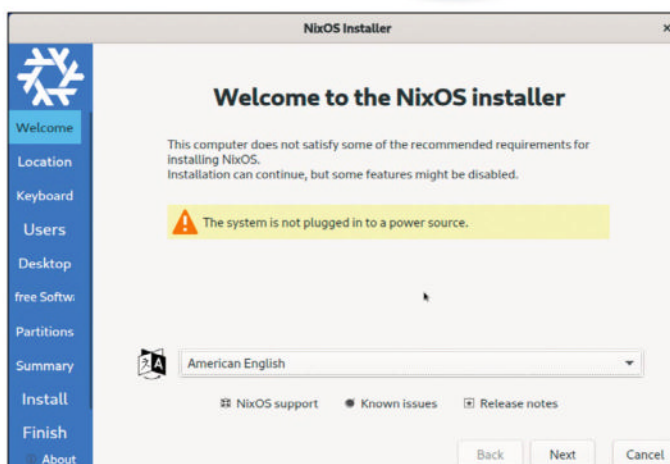 NixOS Installer
Welcome
Location
Keyboard
Users
Desktop
free Softw
Partitions
Summary
Install
Finish
About
Welcome to the NixOS installer
This computer does not satisfy some of the recommended requirements for
installing NixOS.
Installation can continue, but some features might be disabled.
The system is not plugged in to a power source.
American English
NixOS support Known issues Release notes
Back Next Cancel